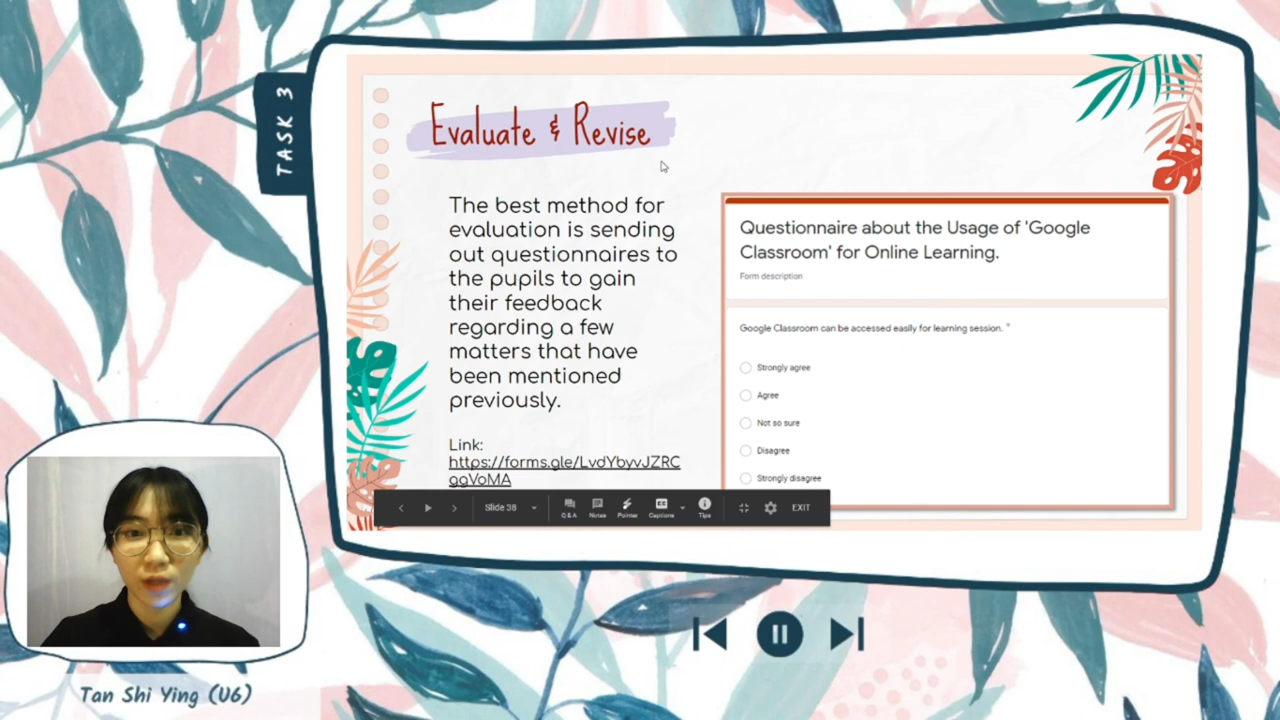 TASK 3
Evaluate & Revise
The best method for
evaluation is sending
out questionnaires to
the pupils to gain
their feedback
regarding a few
matters that have
been mentioned
previously.
Link:
https://forms.gle/LvdYbyvJZRC
ggVoMA
Questionnaire about the Usage of 'Google
Classroom' for Online Learning.
Form description
Google Classroom can be accessed easily for learning session. *
Strongly agree
Agree
Not so sure
Disagree
Strongly disagree
Slide 38
Q & A
Notes
Pointer
CC
Captions
Tips
EXIT
Tan Shi Ying (U6)